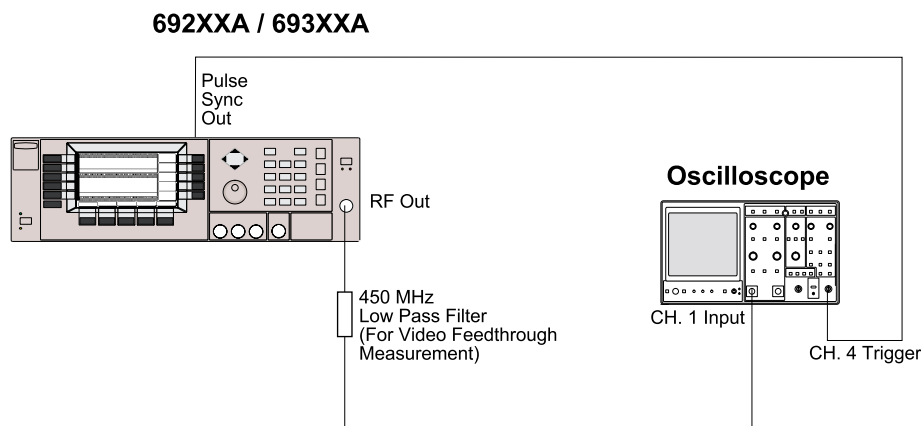 692XXA / 693XXA
Pulse
Sync
Out
RF Out
Oscilloscope
450 MHz
Low Pass Filter
(For Video Feedthrough
Measurement)
CH. 1 Input
CH. 4 Trigger